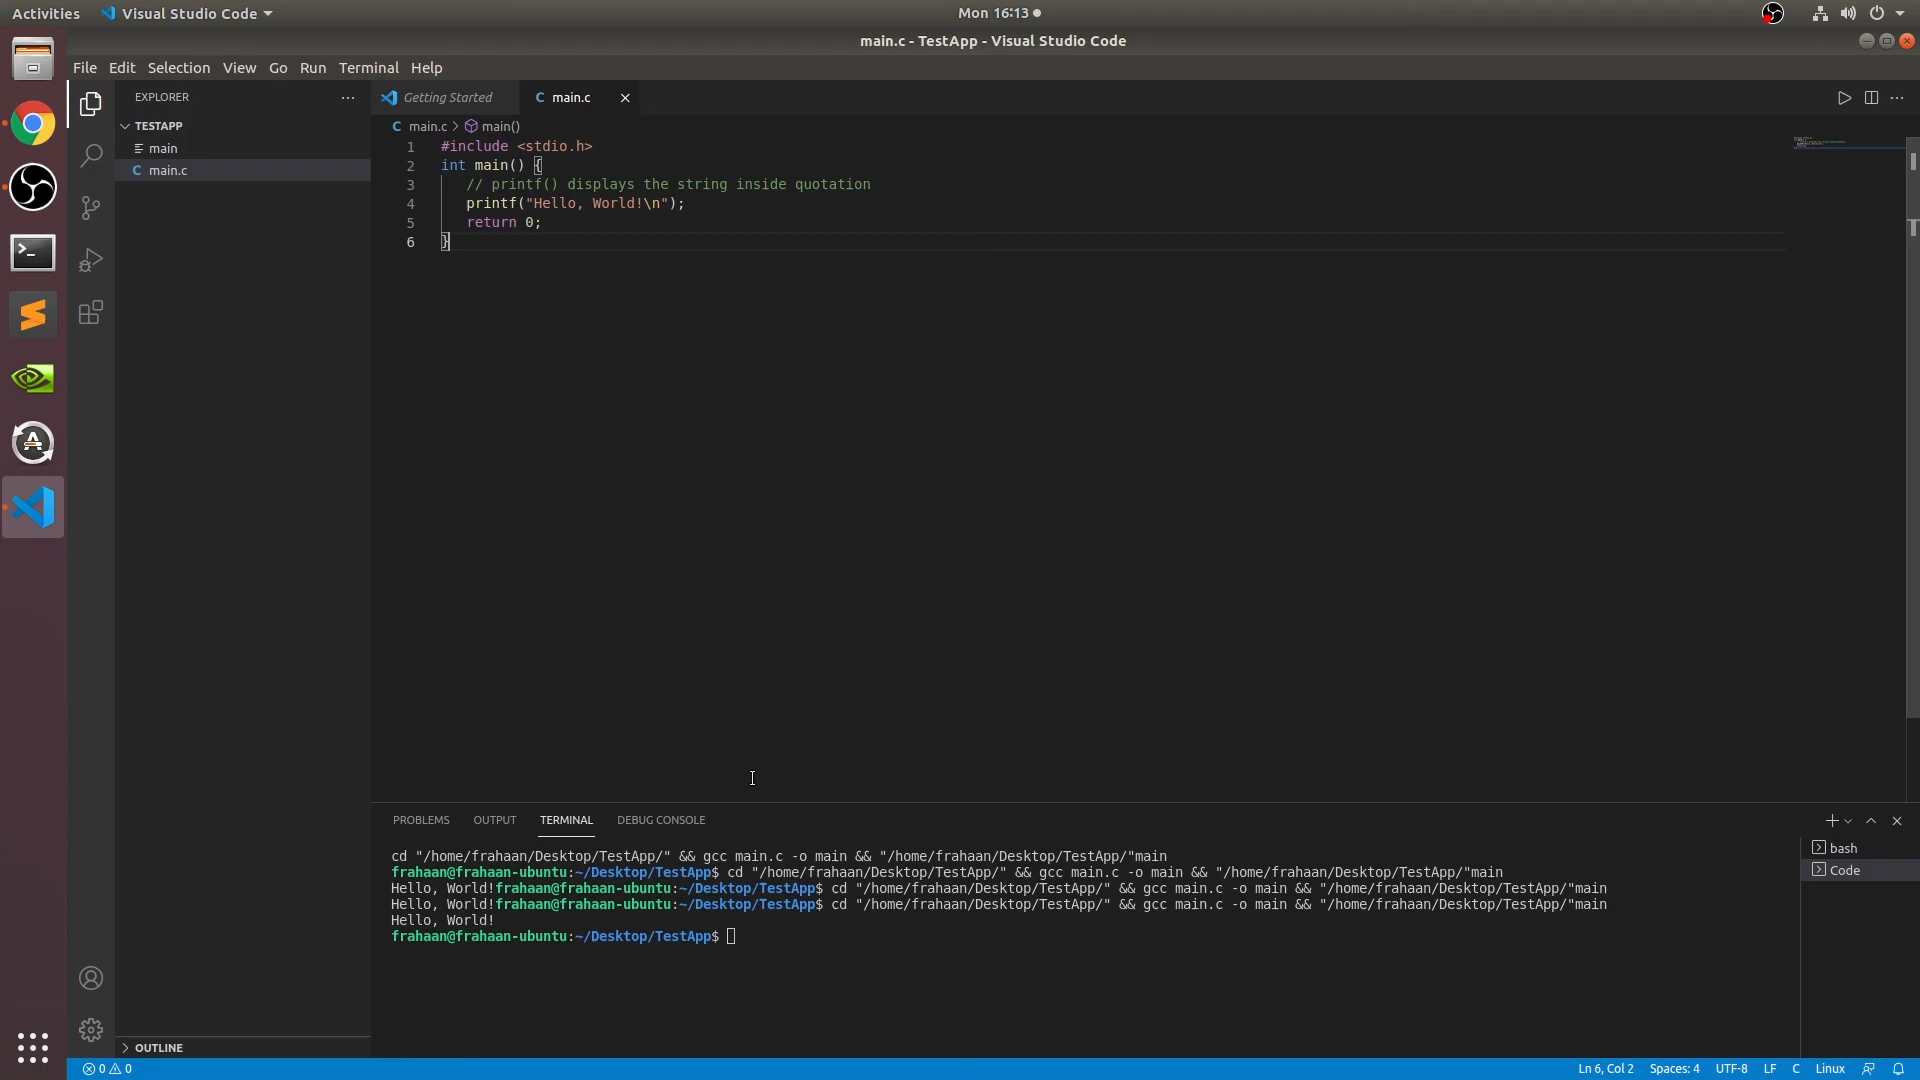 Activities Visual Studio Code Mon 16:13
main.c - TestApp - Visual Studio Code
File Edit Selection View Go Run Terminal Help
EXPLORER
TESTAPP
main
C main.c
Getting Started C main.c
C main.c > main()
1 #include <stdio.h>
2 int main() {
3 // printf() displays the string inside quotation
4 printf("Hello, World!\n");
5 return 0;
6 }
PROBLEMS OUTPUT TERMINAL DEBUG CONSOLE
cd "/home/frahaan/Desktop/TestApp/" && gcc main.c -o main && "/home/frahaan/Desktop/TestApp/"main
frahaan@frahaan-ubuntu:~/Desktop/TestApp$ cd "/home/frahaan/Desktop/TestApp/" && gcc main.c -o main && "/home/frahaan/Desktop/TestApp/"main
Hello, World!frahaan@frahaan-ubuntu:~/Desktop/TestApp$ cd "/home/frahaan/Desktop/TestApp/" && gcc main.c -o main && "/home/frahaan/Desktop/TestApp/"main
Hello, World!frahaan@frahaan-ubuntu:~/Desktop/TestApp$ cd "/home/frahaan/Desktop/TestApp/" && gcc main.c -o main && "/home/frahaan/Desktop/TestApp/"main
Hello, World!
frahaan@frahaan-ubuntu:~/Desktop/TestApp$
bash
Code
OUTLINE
0 0 Ln 6, Col 2 Spaces: 4 UTF-8 LF C Linux